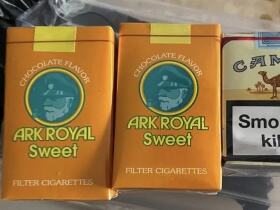 CHOCOLATE FLAVOR
ARK ROYAL
Sweet
FILTER CIGARETTES
CHOCOLATE FLAVOR
ARK ROYAL
Sweet
FILTER CIGARETTES
CAM
Smo
kil